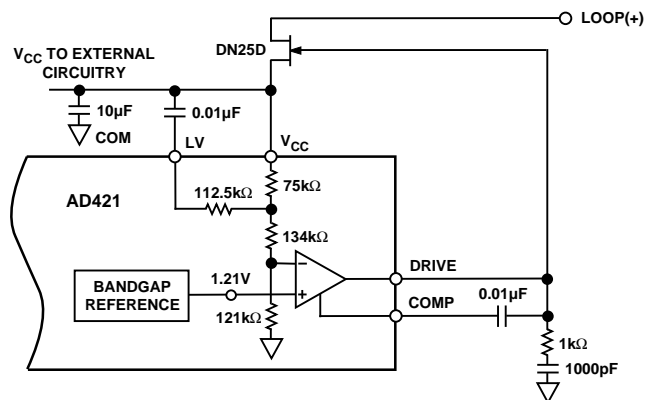 LOOP(+)
DN25D
V_CC TO EXTERNAL
CIRCUITRY
10µF
0.01µF
COM
LV
V_CC
75kΩ
112.5kΩ
AD421
134kΩ
BANDGAP
REFERENCE
1.21V
−
+
121kΩ
DRIVE
COMP
0.01µF
1kΩ
1000pF